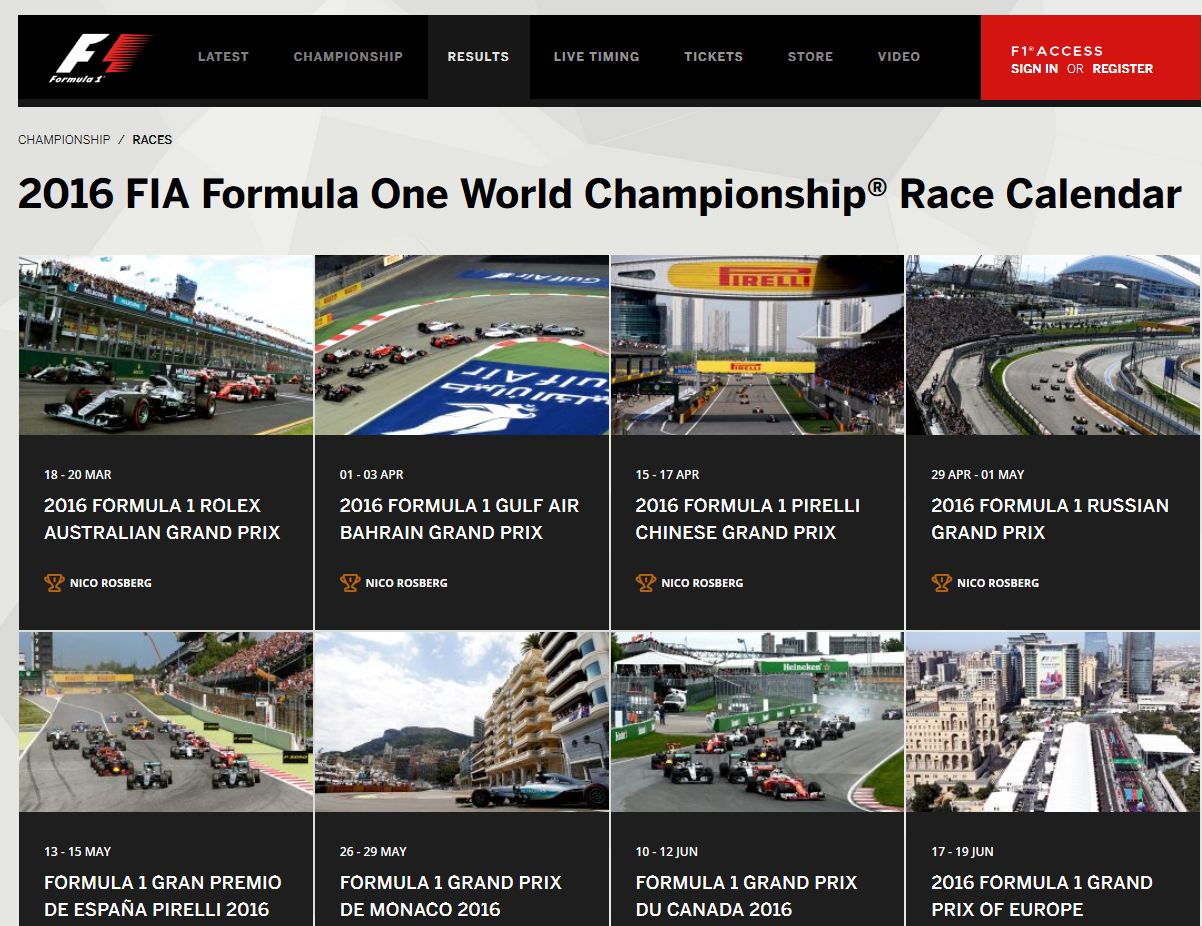 F1
Formula 1®
LATEST
CHAMPIONSHIP
RESULTS
LIVE TIMING
TICKETS
STORE
VIDEO
F1® ACCESS
SIGN IN OR REGISTER
CHAMPIONSHIP / RACES
2016 FIA Formula One World Championship® Race Calendar
MELBOURNE
Gulf Air
Gulf Air
طيران الخليج
PIRELLI
PIRELLI
18 - 20 MAR
2016 FORMULA 1 ROLEX
AUSTRALIAN GRAND PRIX
NICO ROSBERG
01 - 03 APR
2016 FORMULA 1 GULF AIR
BAHRAIN GRAND PRIX
NICO ROSBERG
15 - 17 APR
2016 FORMULA 1 PIRELLI
CHINESE GRAND PRIX
NICO ROSBERG
29 APR - 01 MAY
2016 FORMULA 1 RUSSIAN
GRAND PRIX
NICO ROSBERG
Heineken
13 - 15 MAY
FORMULA 1 GRAN PREMIO
DE ESPAÑA PIRELLI 2016
26 - 29 MAY
FORMULA 1 GRAND PRIX
DE MONACO 2016
10 - 12 JUN
FORMULA 1 GRAND PRIX
DU CANADA 2016
17 - 19 JUN
2016 FORMULA 1 GRAND
PRIX OF EUROPE